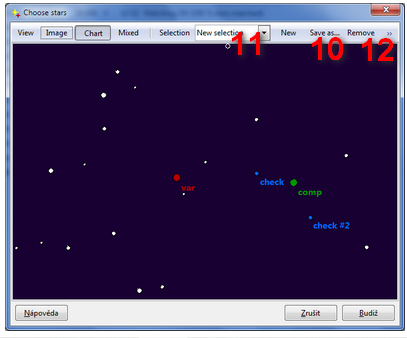 Choose stars
View Image Chart Mixed Selection New selection New Save as... Remove »
11 10 12
var
check
comp
check #2
Nápověda Zrušit Budiž